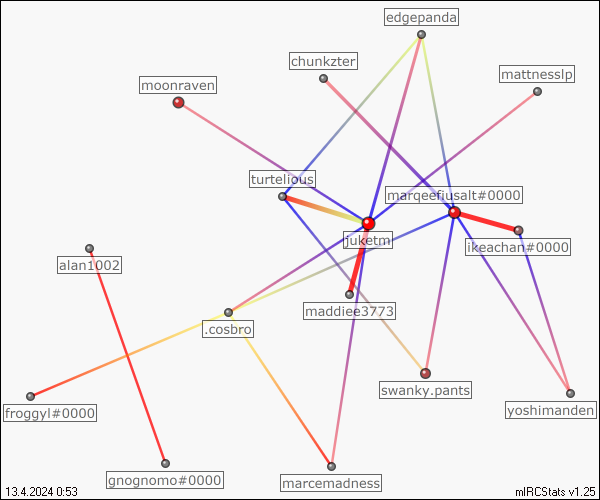 edgepanda
chunkzter
mattnesslp
moonraven
turtelious
marqeefiusalt#0000
juketm
ikeachan#0000
alan1002
maddiee3773
.cosbro
swanky.pants
froggyl#0000
yoshimanden
gnognomo#0000
marcemadness
13.4.2024 0:53
mIRCStats v1.25